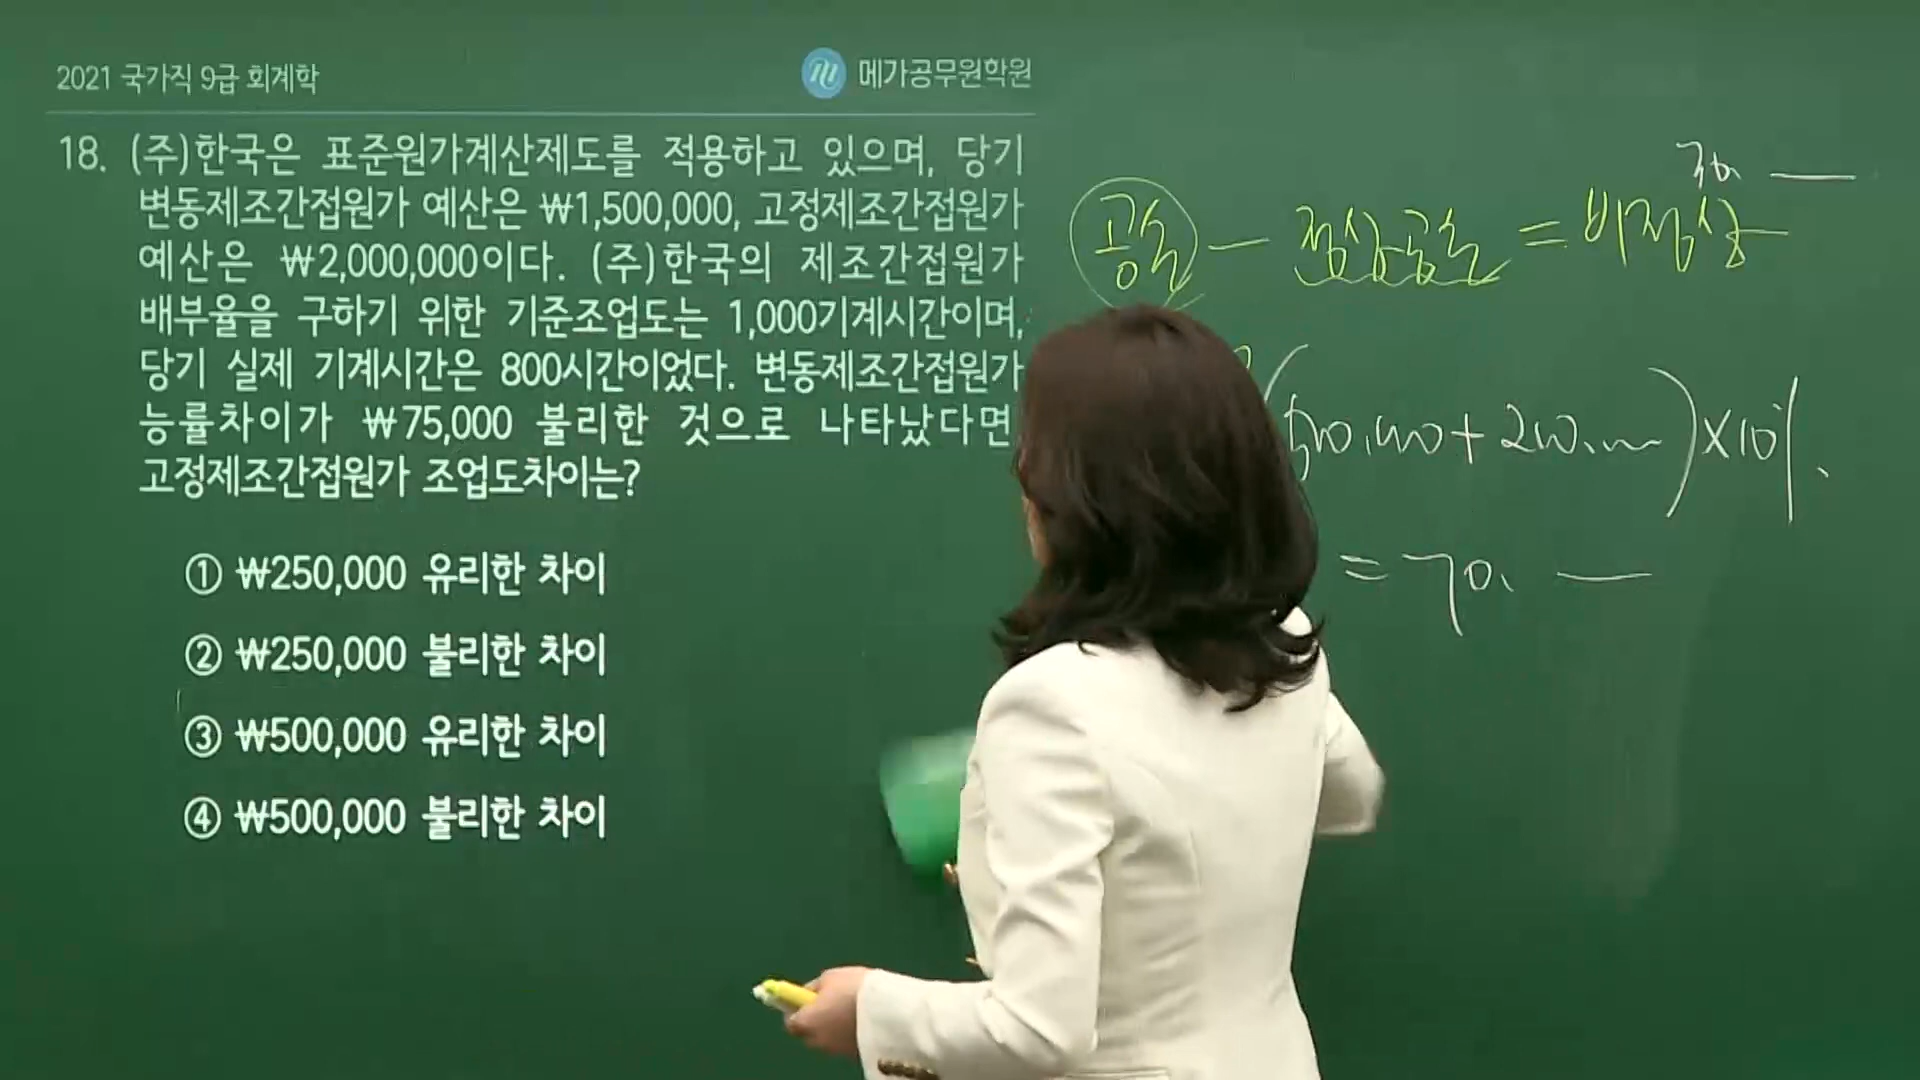 2021 국가직 9급 회계학
메가공무원학원
18. (주)한국은 표준원가계산제도를 적용하고 있으며, 당기
변동제조간접원가 예산은 ₩1,500,000, 고정제조간접원가
예산은 ₩2,000,000이다. (주)한국의 제조간접원가
배부율을 구하기 위한 기준조업도는 1,000기계시간이며,
당기 실제 기계시간은 800시간이었다. 변동제조간접원가
능률차이가 ₩75,000 불리한 것으로 나타났다면
고정제조간접원가 조업도차이는?
① ₩250,000 유리한 차이
② ₩250,000 불리한 차이
③ ₩500,000 유리한 차이
④ ₩500,000 불리한 차이
공손 — 정상공손 = 비정상
) × 10%
= 70, —